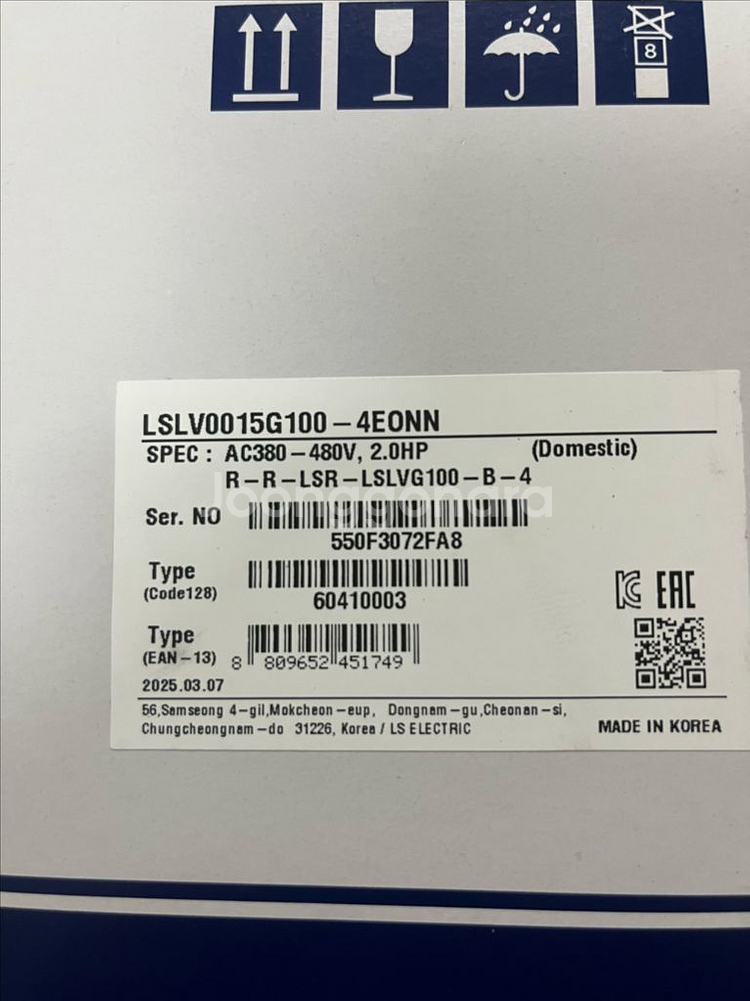 8
LSLV0015G100-4EONN
SPEC : AC380-480V, 2.0HP (Domestic)
R-R-LSR-LSLVG100-B-4
joonggonara
Ser. NO
550F3072FA8
Type
(Code128)
60410003
EAC
Type
(EAN-13)
8 809652 451749
2025.03.07
56,Samseong 4-gil,Mokcheon-eup, Dongnam-gu,Cheonan-si,
Chungcheongnam-do 31226, Korea / LS ELECTRIC
MADE IN KOREA